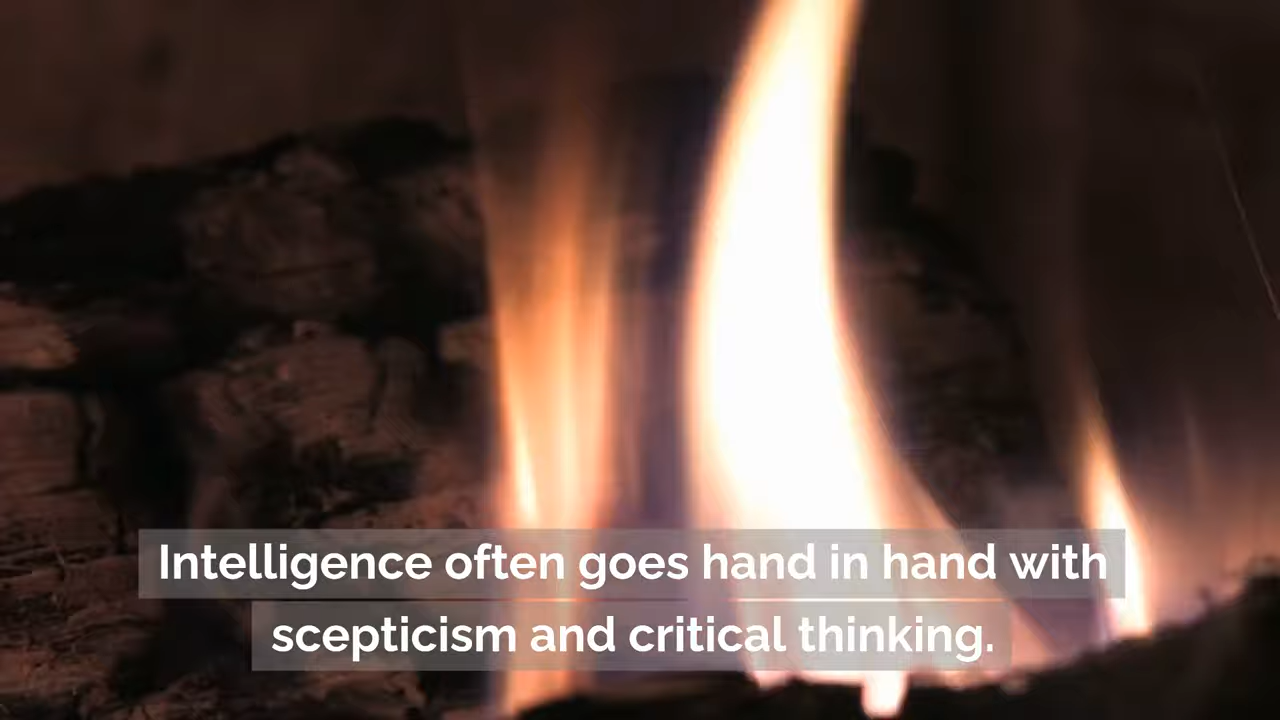 Intelligence often goes hand in hand with
scepticism and critical thinking.